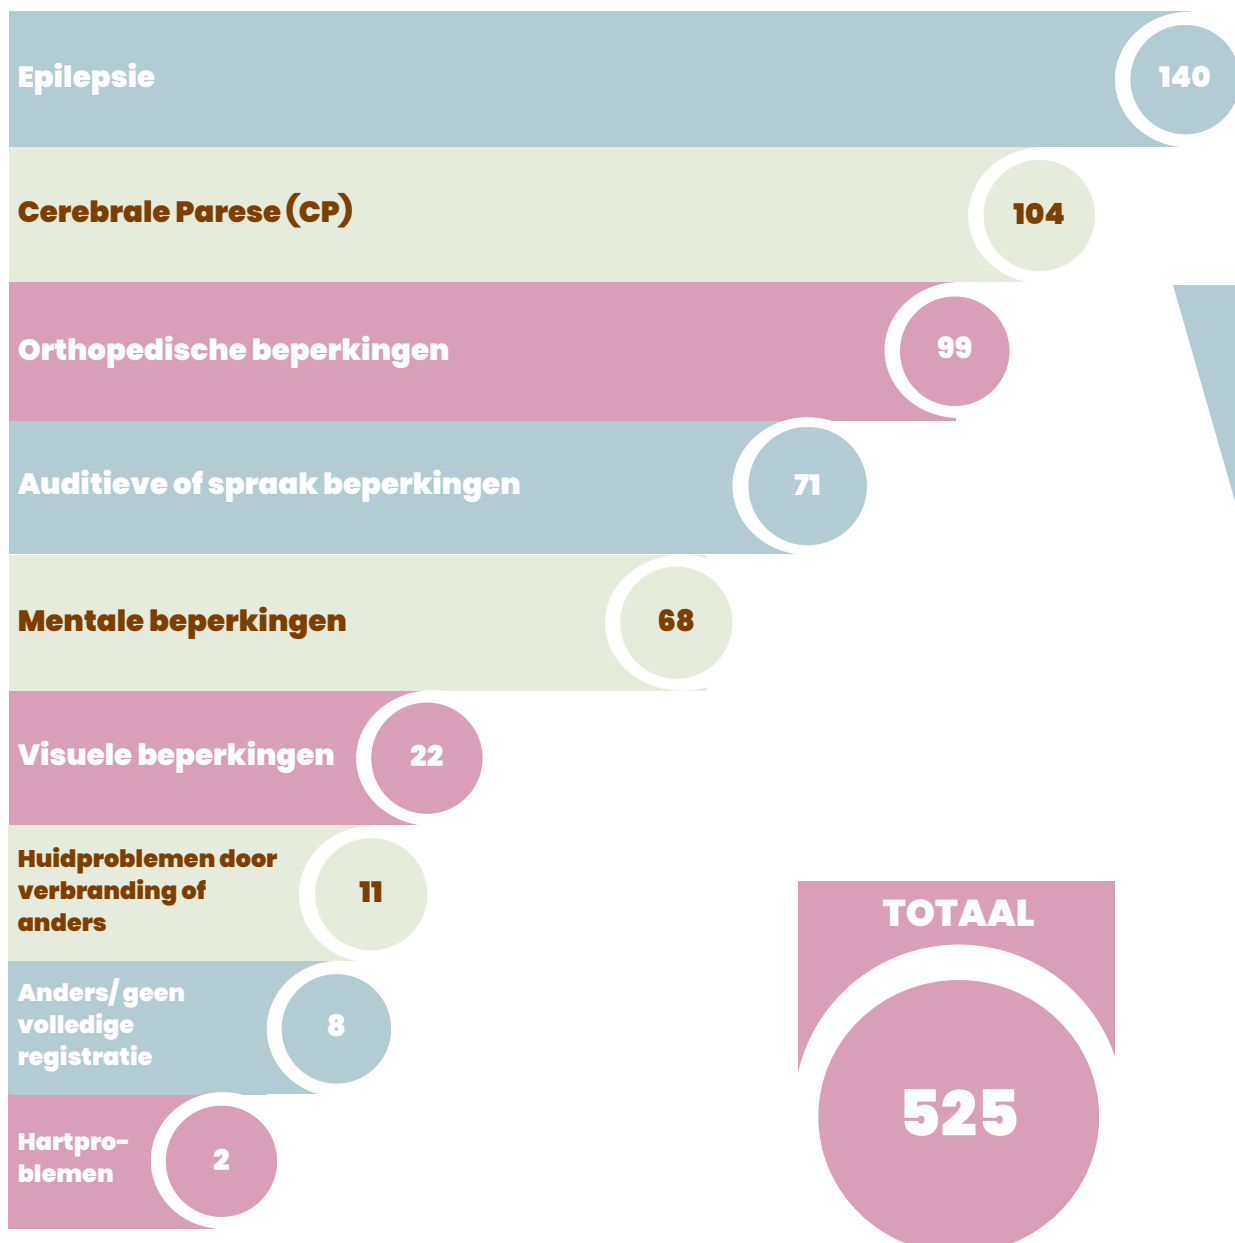 Epilepsie
140
Cerebrale Parese (CP)
104
Orthopedische beperkingen
99
Auditieve of spraak beperkingen
71
Mentale beperkingen
68
Visuele beperkingen
22
Huidproblemen door
verbranding of
anders
11
Anders/ geen
volledige
registratie
8
Hartpro-
blemen
2
TOTAAL
525